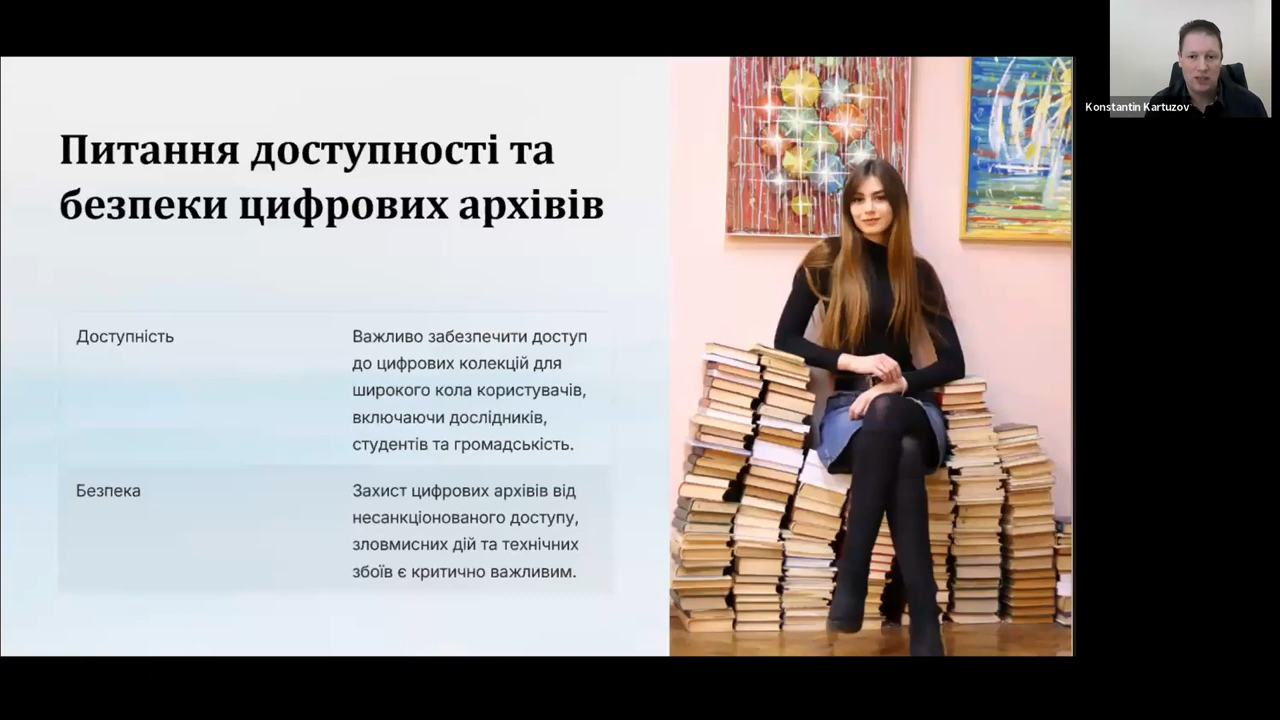 Питання доступності та
безпеки цифрових архівів
Доступність
Важливо забезпечити доступ
до цифрових колекцій для
широкого кола користувачів,
включаючи дослідників,
студентів та громадськість.
Безпека
Захист цифрових архівів від
несанкціонованого доступу,
зловмисних дій та технічних
збоїв є критично важливим.
Konstantin Kartuzov